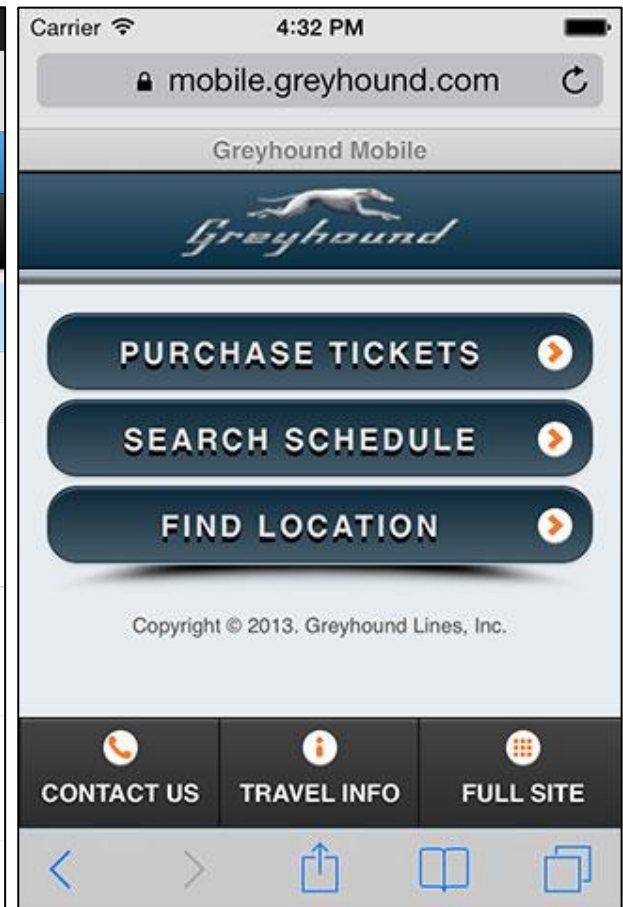 Carrier 4:32 PM
mobile.greyhound.com
Greyhound Mobile
Greyhound
PURCHASE TICKETS
SEARCH SCHEDULE
FIND LOCATION
Copyright © 2013. Greyhound Lines, Inc.
CONTACT US TRAVEL INFO FULL SITE